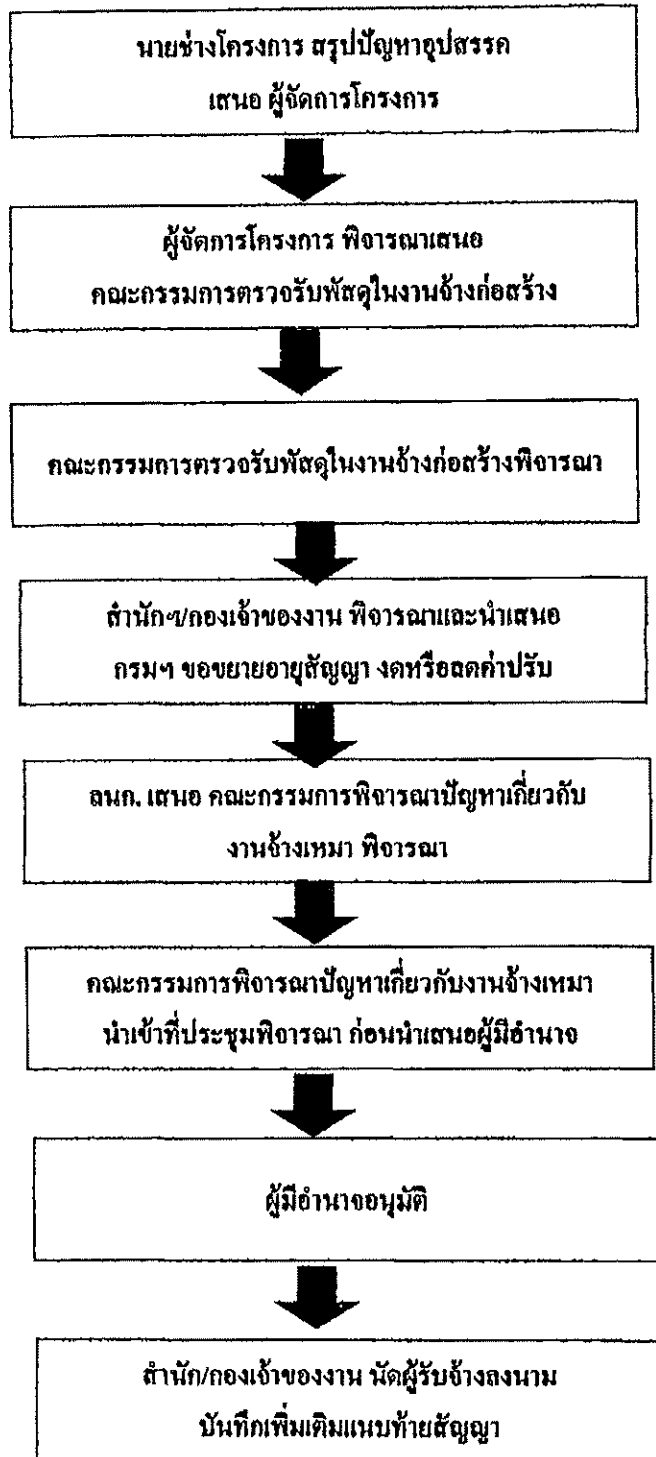 นายช่างโครงการ สรุปปัญหาอุปสรรค
เสนอ ผู้จัดการโครงการ
ผู้จัดการโครงการ พิจารณาเสนอ
คณะกรรมการตรวจรับพัสดุในงานจ้างก่อสร้าง
คณะกรรมการตรวจรับพัสดุในงานจ้างก่อสร้างพิจารณา
สำนักฯ/กองเจ้าของงาน พิจารณาและนำเสนอ
กรมฯ ขอขยายอายุสัญญา งดหรือลดค่าปรับ
ลนก. เสนอ คณะกรรมการพิจารณาปัญหาเกี่ยวกับ
งานจ้างเหมา พิจารณา
คณะกรรมการพิจารณาปัญหาเกี่ยวกับงานจ้างเหมา
นำเข้าที่ประชุมพิจารณา ก่อนนำเสนอผู้มีอำนาจ
ผู้มีอำนาจอนุมัติ
สำนัก/กองเจ้าของงาน นัดผู้รับจ้างลงนาม
บันทึกเพิ่มเติมแนบท้ายสัญญา